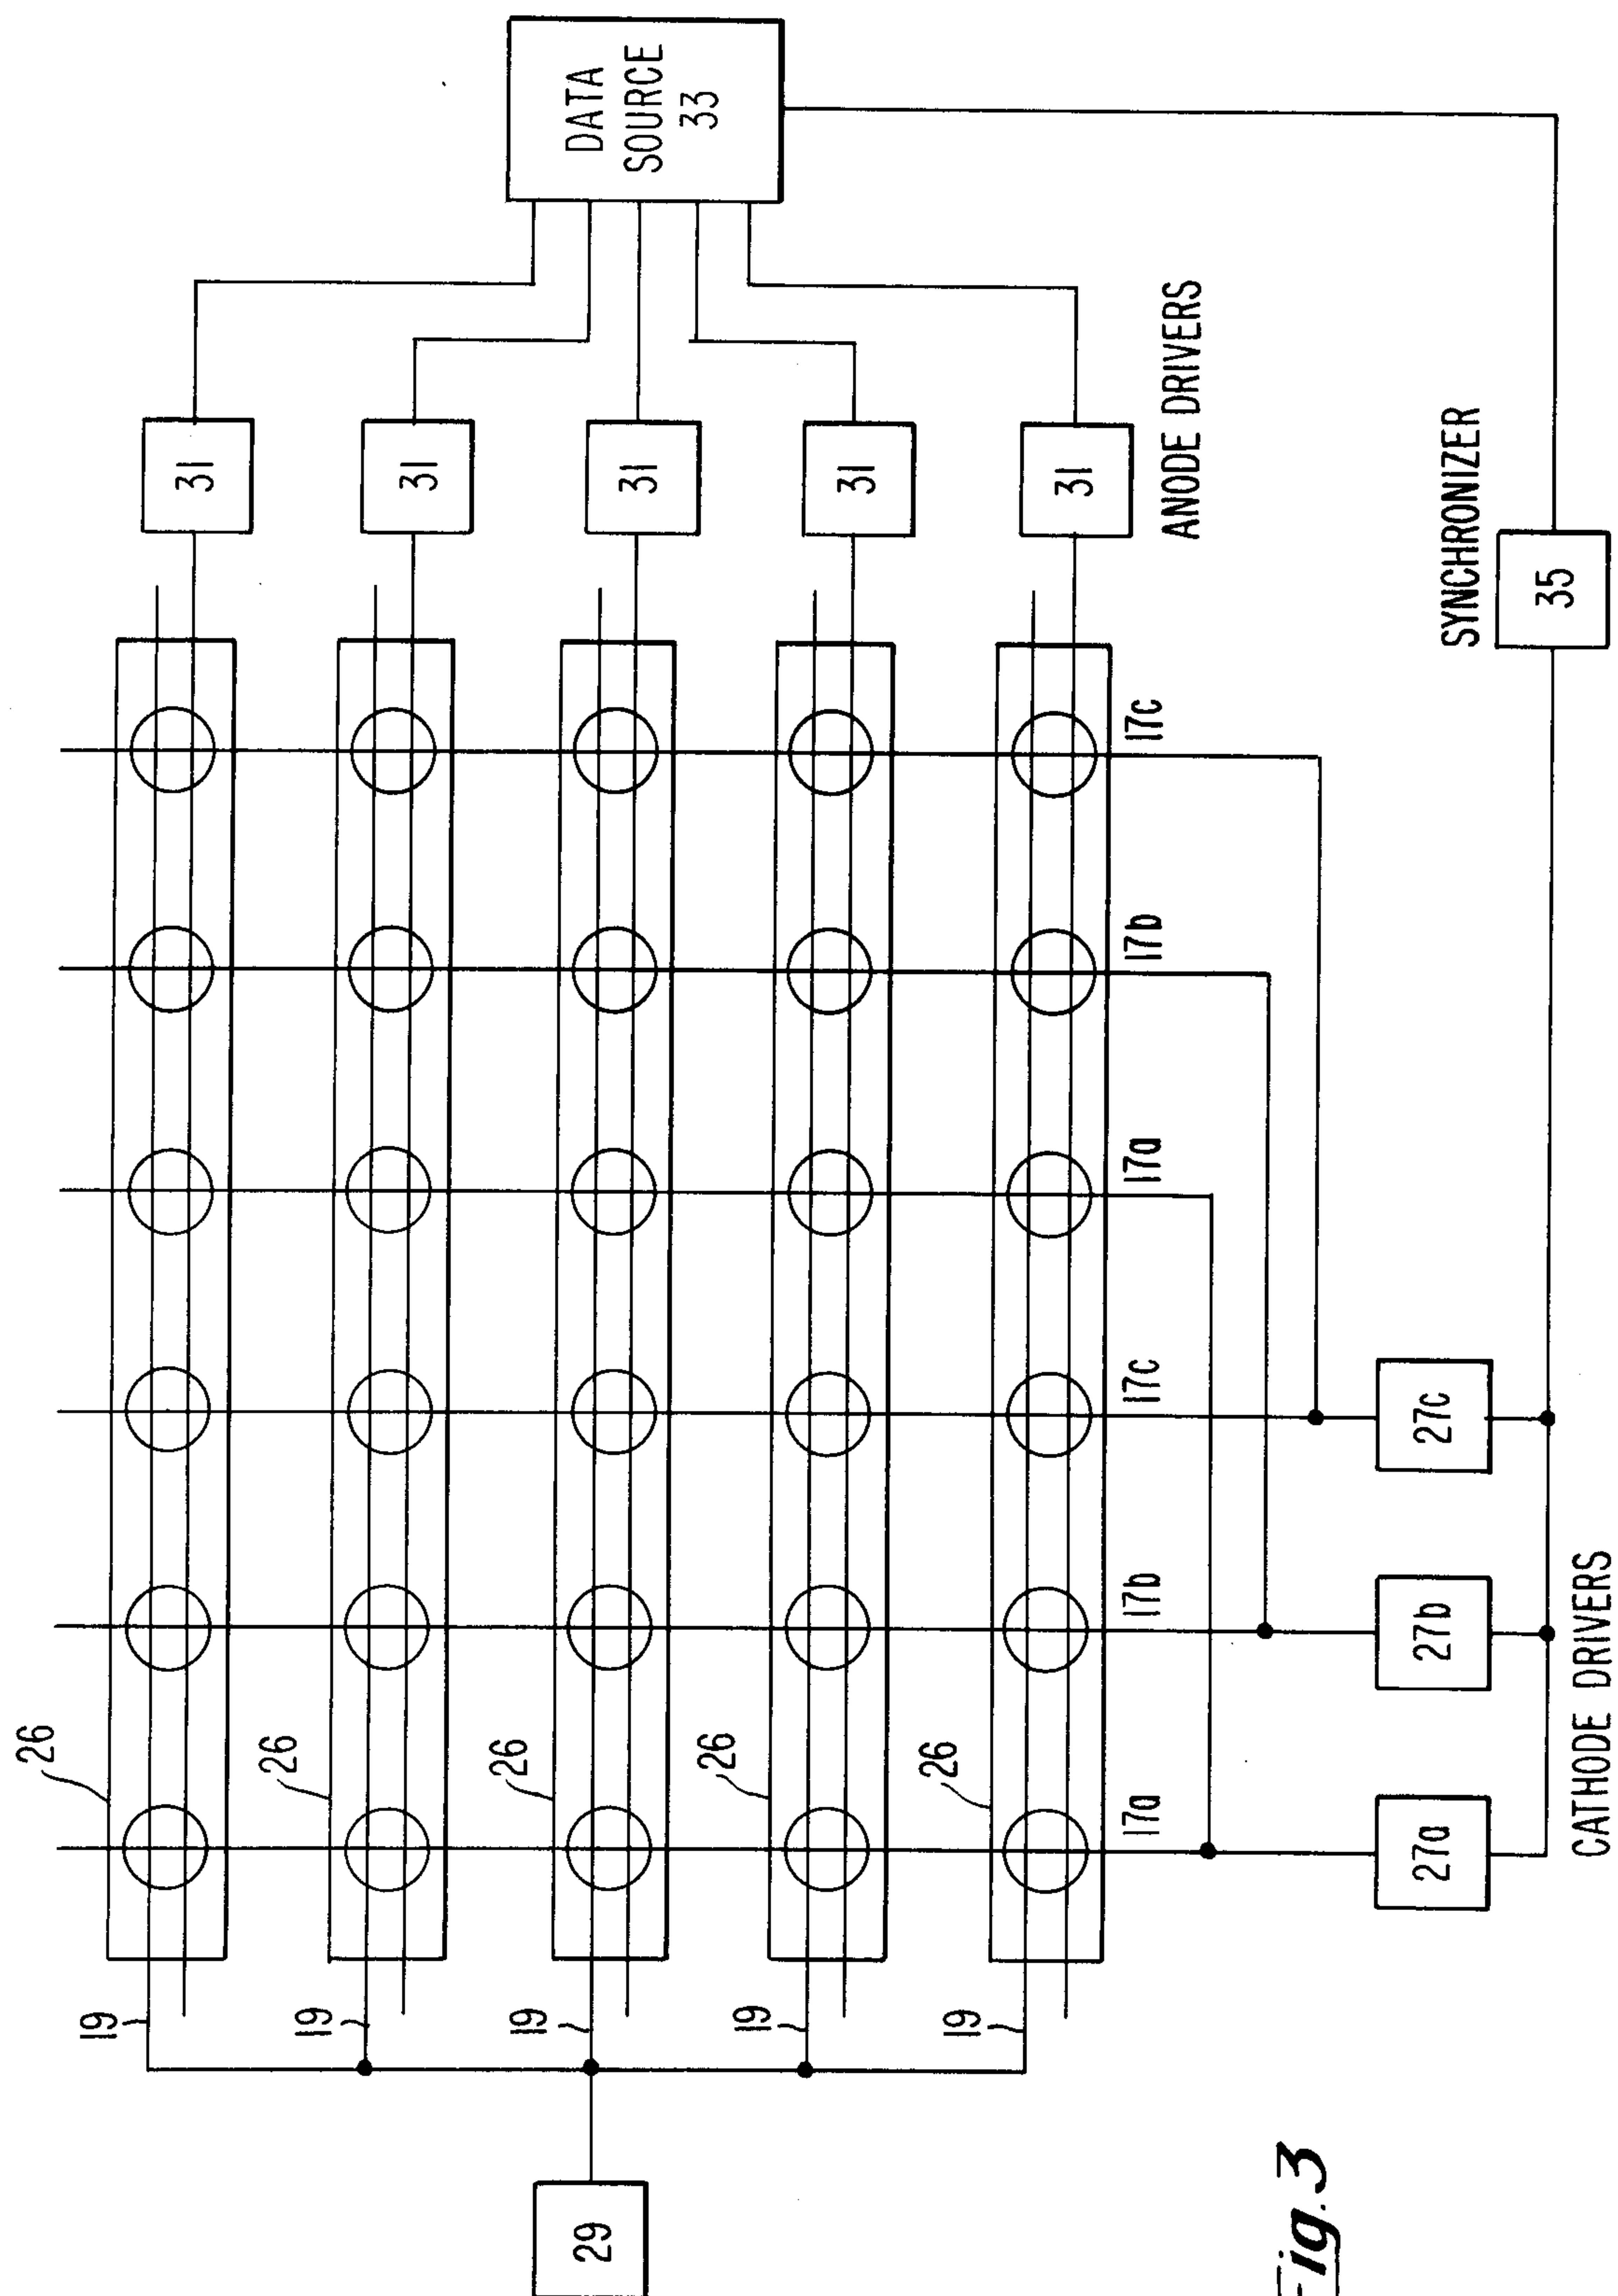 26
19
31
26
19
31
26
19
29
31
DATA
SOURCE
33
26
19
31
26
19
31
17a 17b 17c 17a 17b 17c
ANODE DRIVERS
Fig. 3
27a 27b 27c
SYNCHRONIZER
35
CATHODE DRIVERS